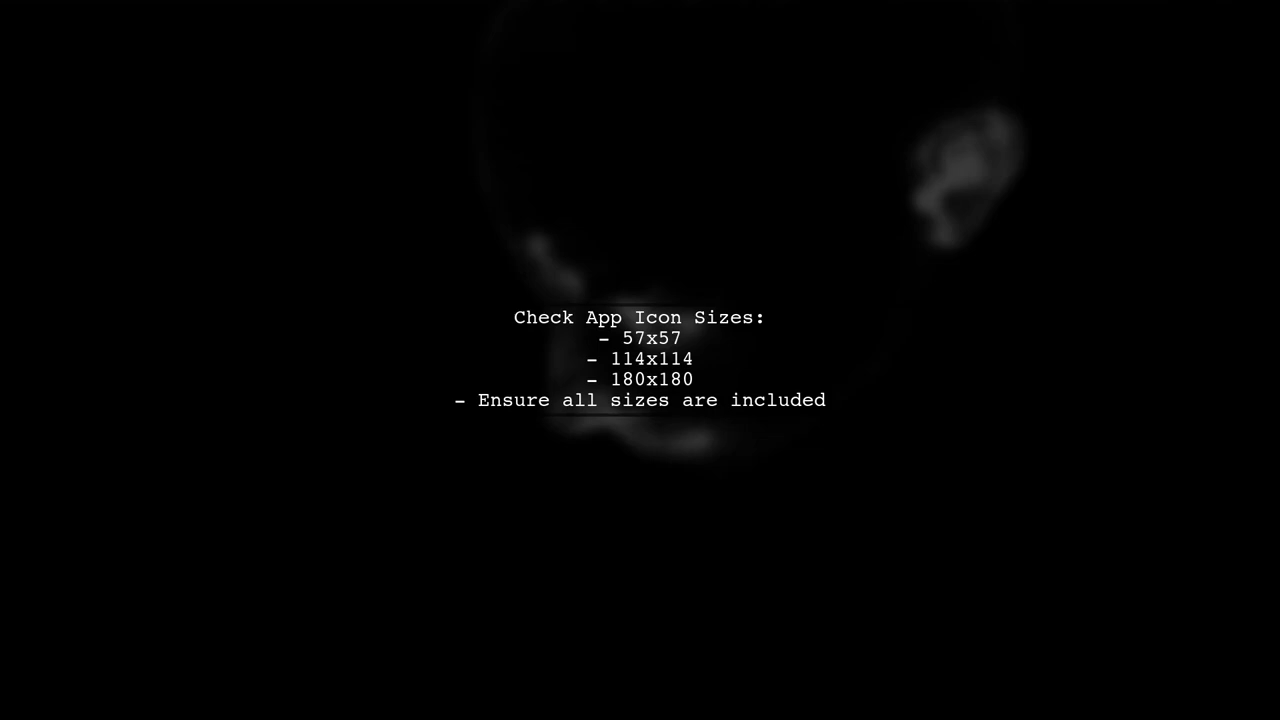 Check App Icon Sizes:
- 57x57
- 114x114
- 180x180
- Ensure all sizes are included